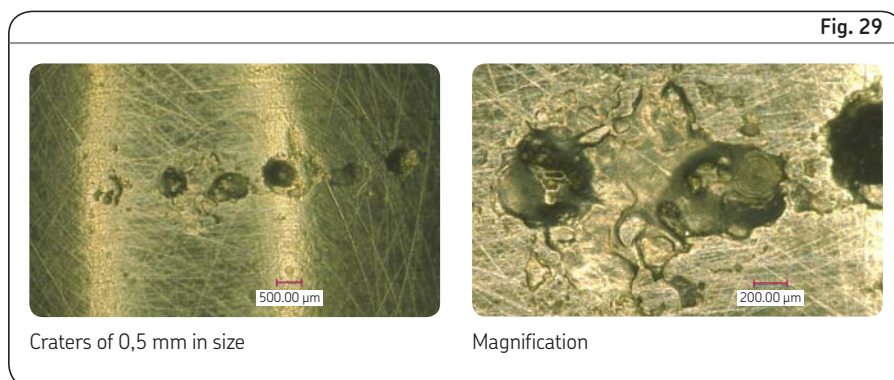 Fig. 29
500.00 µm
200.00 µm
Craters of 0,5 mm in size
Magnification